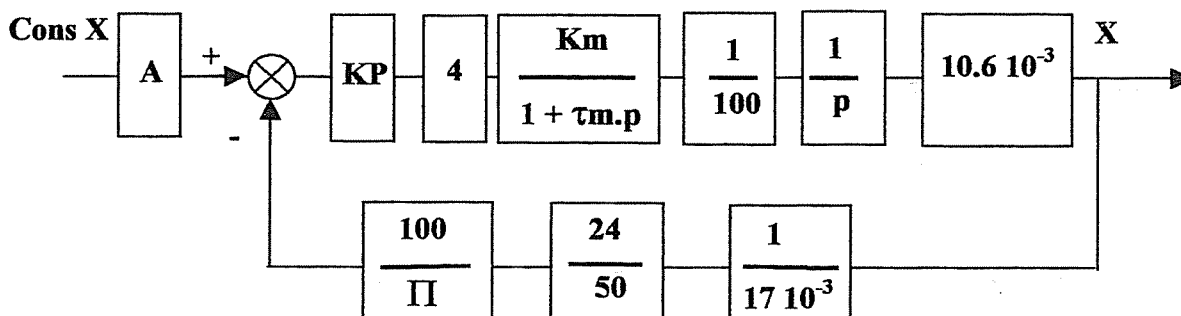 Cons X
A
+
-
KP
4
Km
1 + τm.p
1
100
1
p
10.6 10⁻³
X
100
Π
24
50
1
17 10⁻³